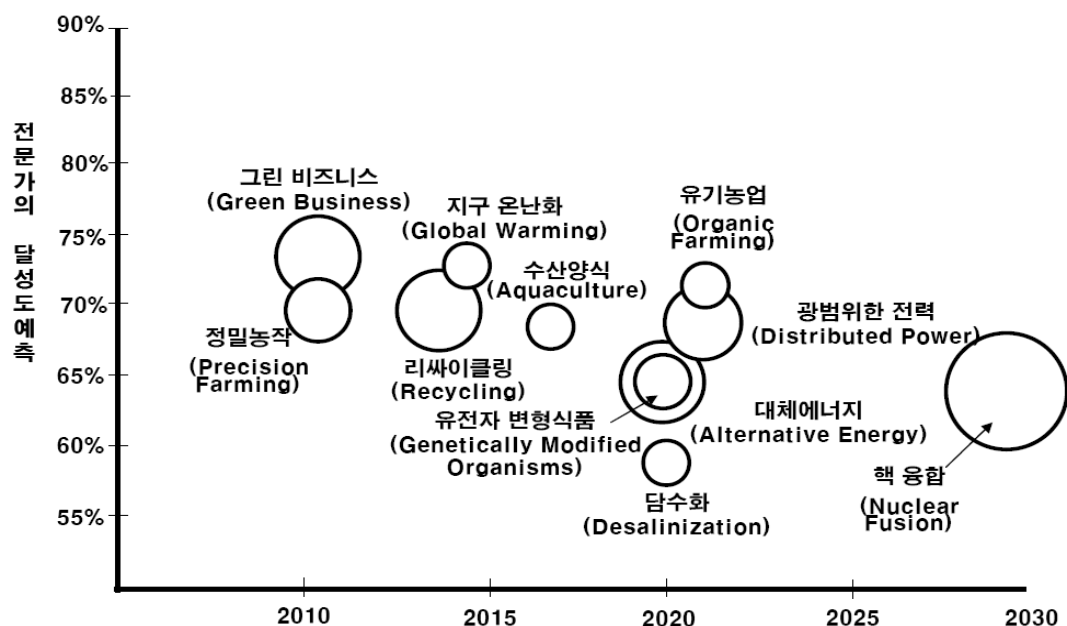 90%
85%
80%
75%
70%
65%
60%
55%
전문가의 달성도예측
그린 비즈니스
(Green Business)
지구 온난화
(Global Warming)
유기농업
(Organic
Farming)
수산양식
(Aquaculture)
광범위한 전력
(Distributed Power)
정밀농작
(Precision
Farming)
리싸이클링
(Recycling)
유전자 변형식품
(Genetically Modified
Organisms)
대체에너지
(Alternative Energy)
핵 융합
(Nuclear
Fusion)
담수화
(Desalinization)
2010
2015
2020
2025
2030